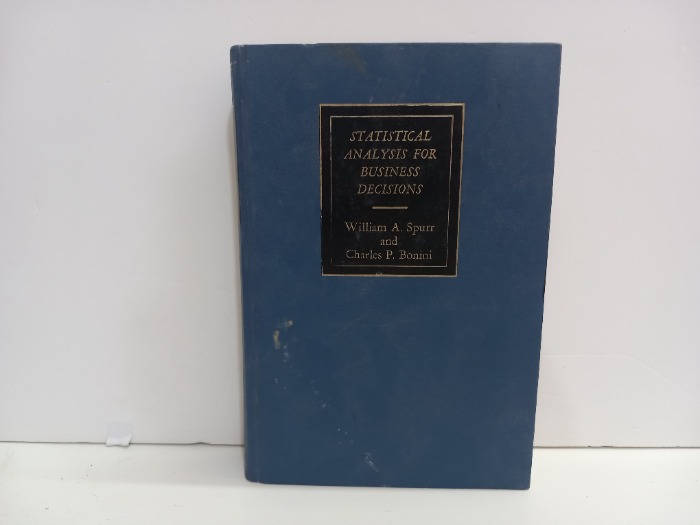 STATISTICAL
ANALYSIS FOR
BUSINESS
DECISIONS
William A. Spurr
and
Charles P. Bonini